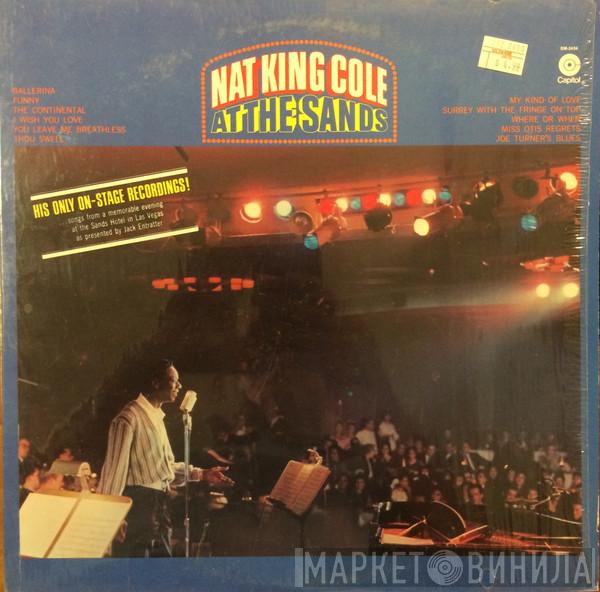 NAT KING COLE
AT THE SANDS
SM-2434
Capitol
BALLERINA
FUNNY
THE CONTINENTAL
I WISH YOU LOVE
YOU LEAVE ME BREATHLESS
THOU SWELL
MY KIND OF LOVE
SURREY WITH THE FRINGE ON TOP
WHERE OR WHEN
MISS OTIS REGRETS
JOE TURNER'S BLUES
HIS ONLY ON-STAGE RECORDINGS!
songs from a memorable evening
at the Sands Hotel in Las Vegas
as presented by Jack Entratter
МАРКЕТ ВИНИЛА